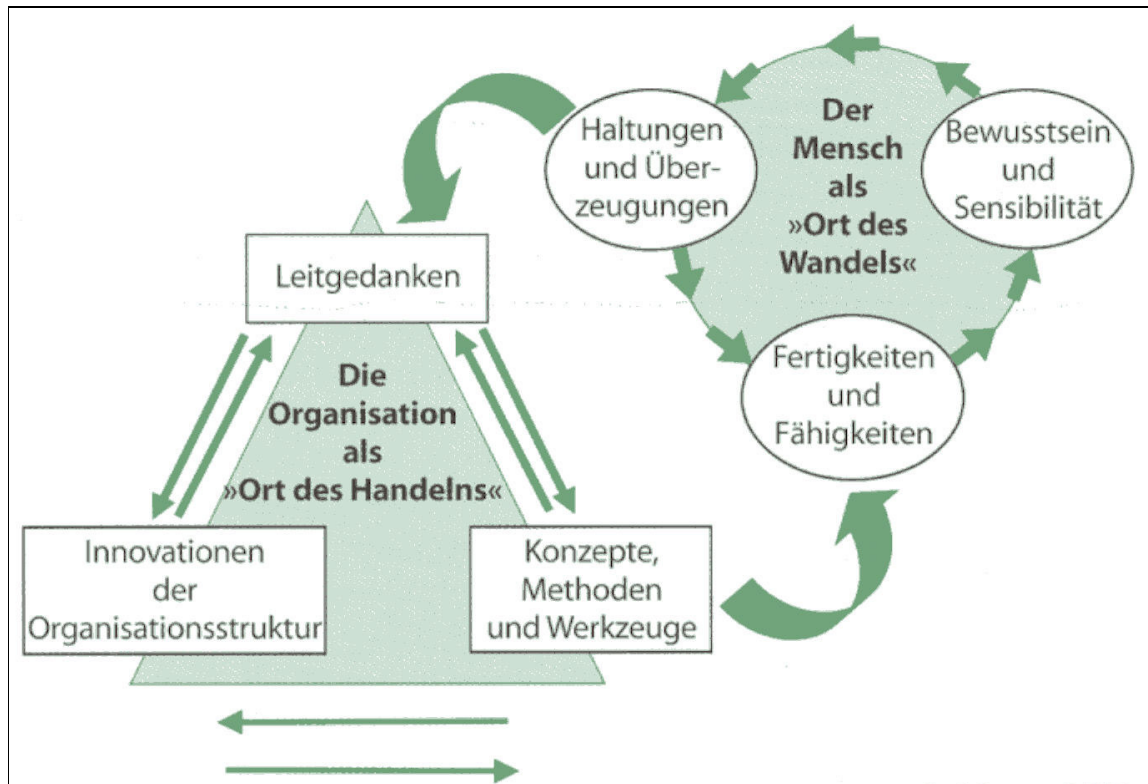 Haltungen
und Über-
zeugungen
Der
Mensch
als
»Ort des
Wandels«
Bewusstsein
und
Sensibilität
Fertigkeiten
und
Fähigkeiten
Leitgedanken
Die
Organisation
als
»Ort des Handelns«
Innovationen
der
Organisationsstruktur
Konzepte,
Methoden
und Werkzeuge